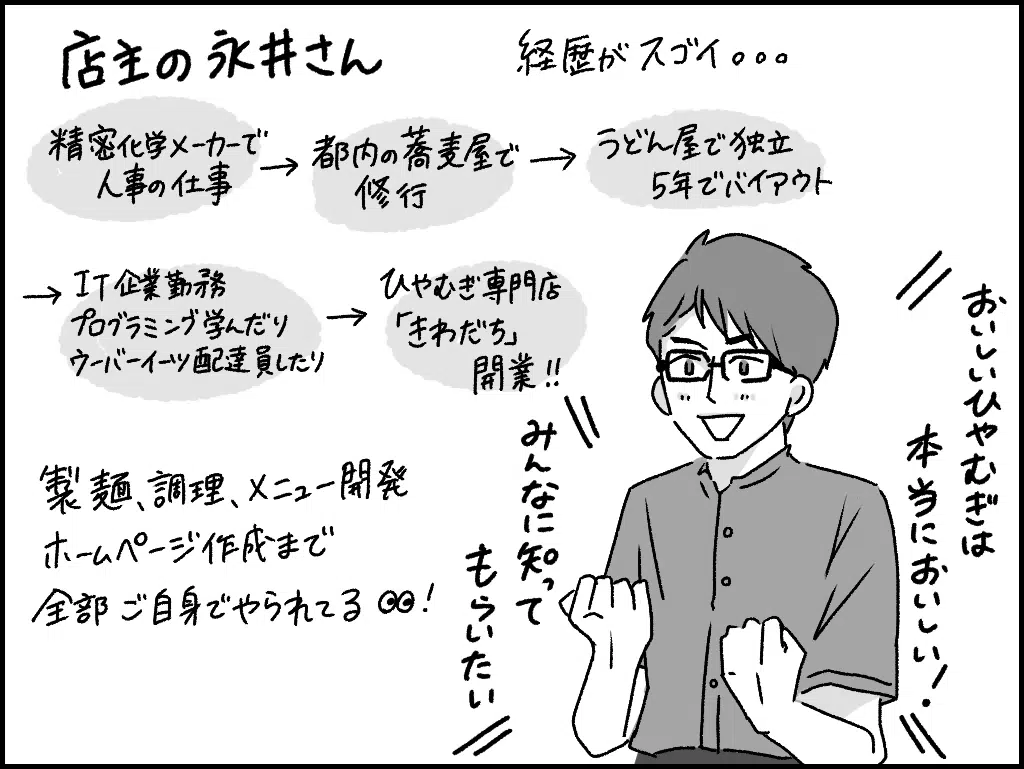 店主の永井さん
経歴がスゴイ。。。
精密化学メーカーで
人事の仕事
→
都内の蕎麦屋で
修行
→
うどん屋で独立
5年でバイアウト
→
IT企業勤務
プログラミング学んだり
ウーバーイーツ配達員したり
→
ひやむぎ専門店
「きわだち」
開業!!
製麺、調理、メニュー開発
ホームページ作成まで
全部ご自身でやられてる👀!
おいしいひやむぎは
本当においしい!
みんなに知って
もらいたい